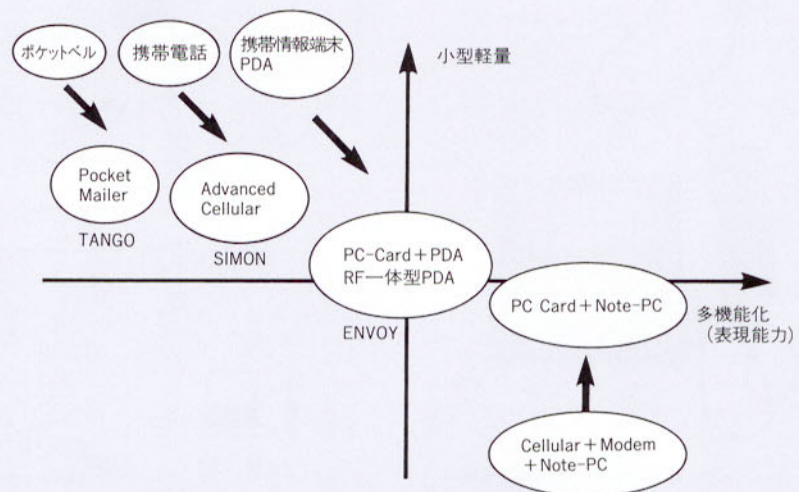 ポケットベル
携帯電話
携帯情報端末
PDA
小型軽量
Pocket
Mailer
TANGO
Advanced
Cellular
SIMON
PC-Card+PDA
RF一体型PDA
ENVOY
PC Card+Note-PC
多機能化
(表現能力)
Cellular+Modem
+Note-PC